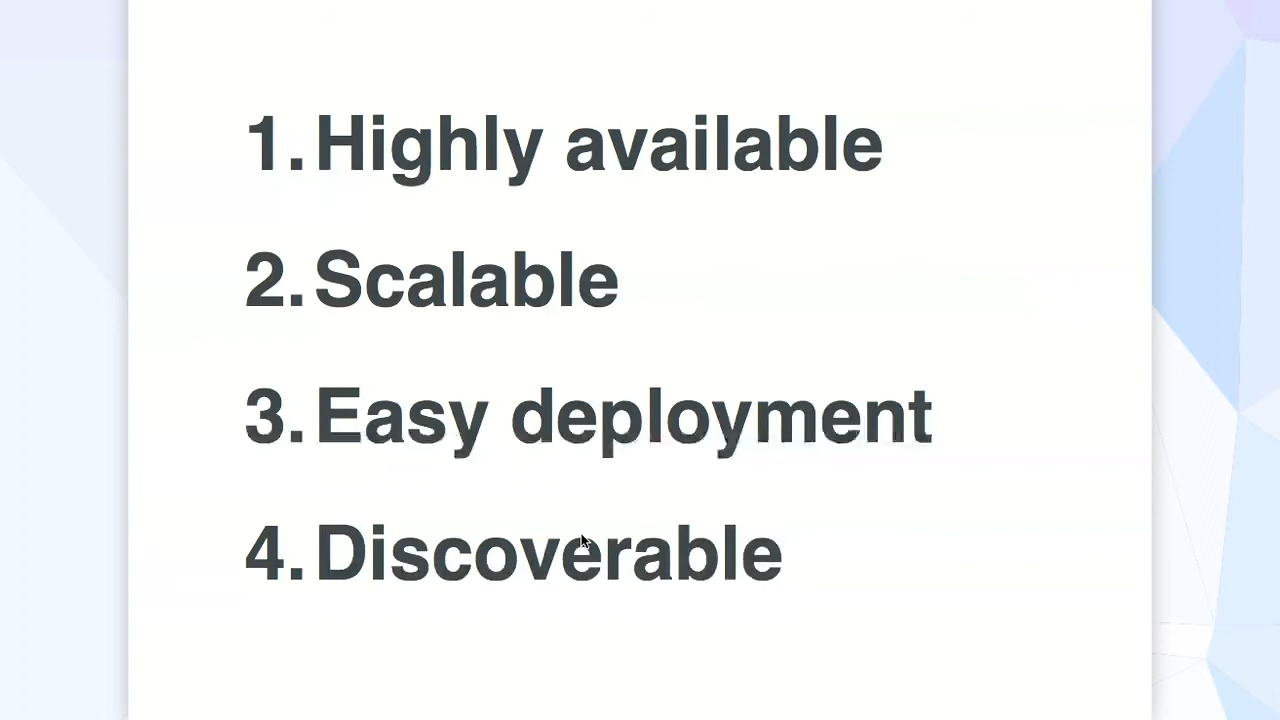 1. Highly available
2. Scalable
3. Easy deployment
4. Discoverable